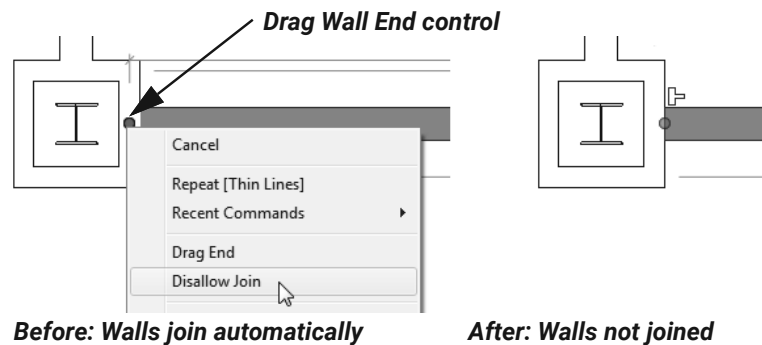 Drag Wall End control
Cancel
Repeat [Thin Lines]
Recent Commands
Drag End
Disallow Join
Before: Walls join automatically
After: Walls not joined